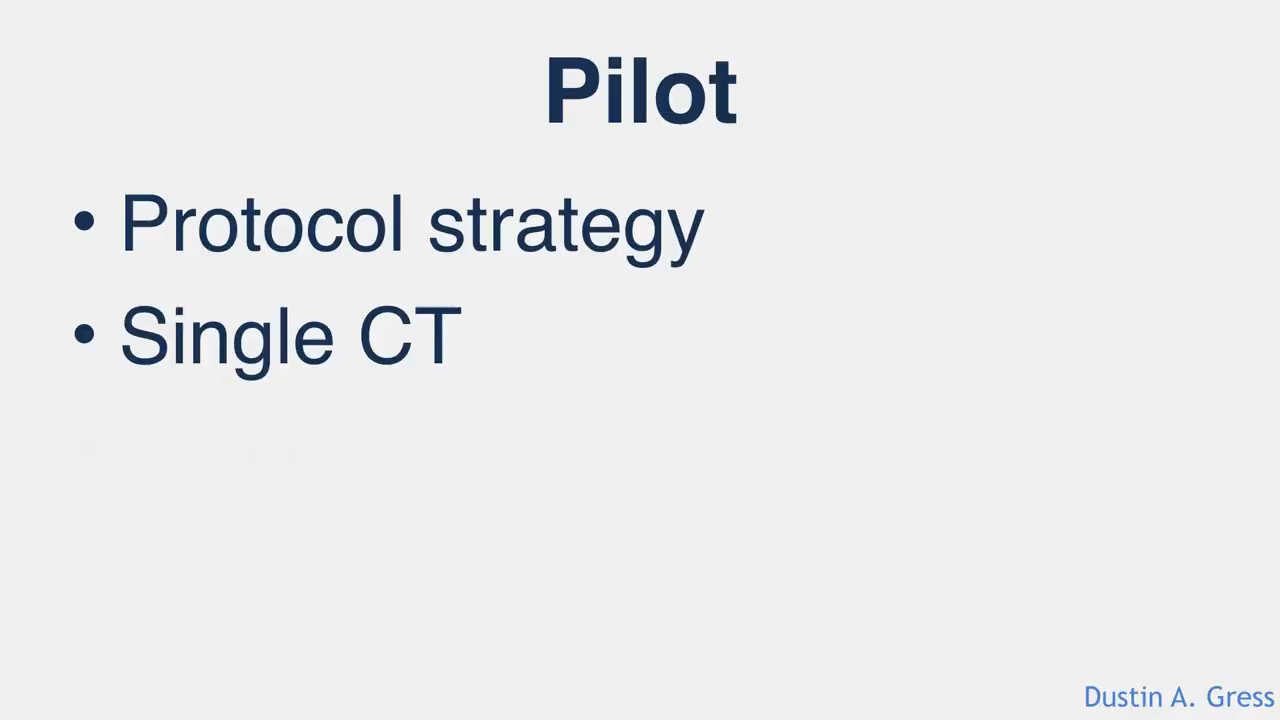 Pilot
• Protocol strategy
• Single CT
Dustin A. Gress